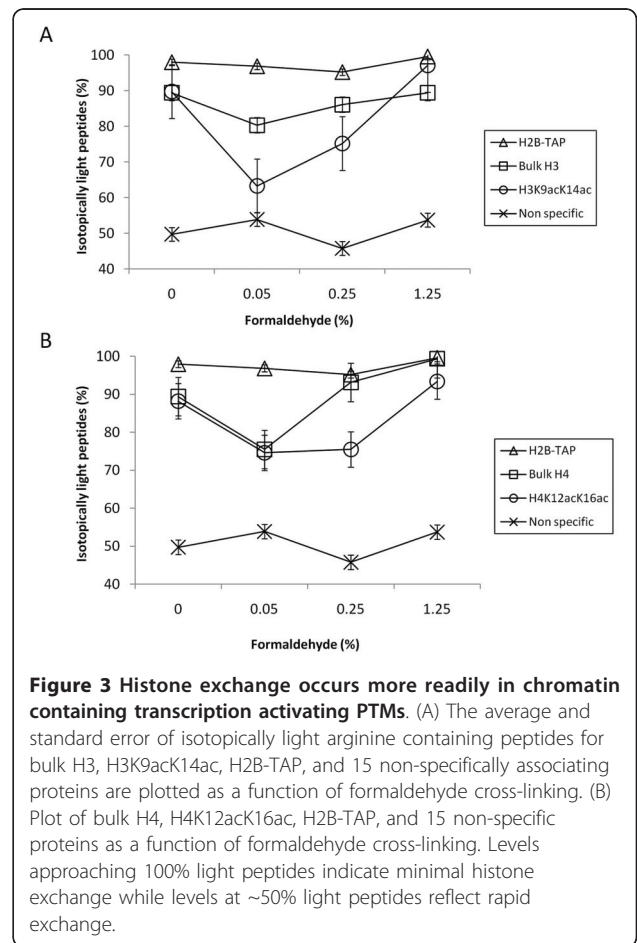 A
Isotopically light peptides (%)
100
90
80
70
60
50
40
0 0.05 0.25 1.25
Formaldehyde (%)
H2B-TAP
Bulk H3
H3K9acK14ac
Non specific
B
Isotopically light peptides (%)
100
90
80
70
60
50
40
0 0.05 0.25 1.25
Formaldehyde (%)
H2B-TAP
Bulk H4
H4K12acK16ac
Non specific
Figure 3 Histone exchange occurs more readily in chromatin
containing transcription activating PTMs. (A) The average and
standard error of isotopically light arginine containing peptides for
bulk H3, H3K9acK14ac, H2B-TAP, and 15 non-specifically associating
proteins are plotted as a function of formaldehyde cross-linking. (B)
Plot of bulk H4, H4K12acK16ac, H2B-TAP, and 15 non-specific
proteins as a function of formaldehyde cross-linking. Levels
approaching 100% light peptides indicate minimal histone
exchange while levels at ~50% light peptides reflect rapid
exchange.